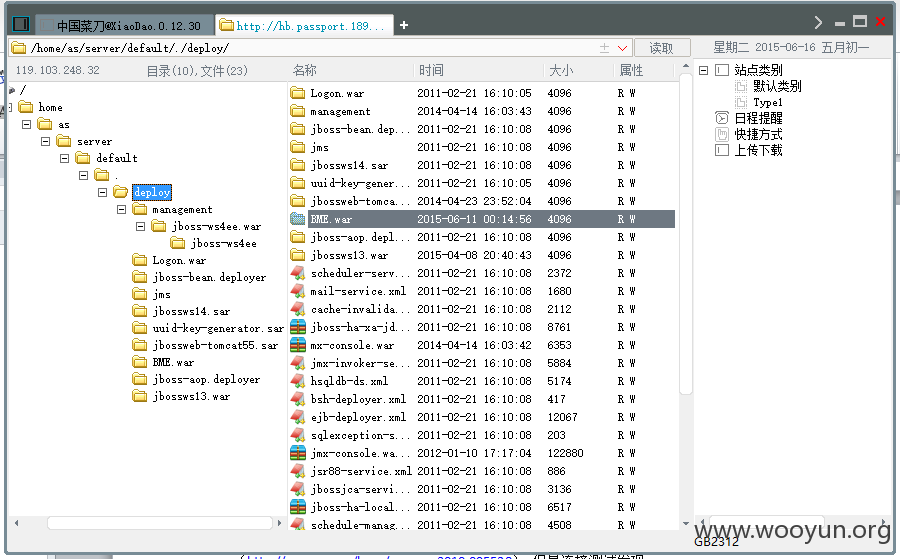 中国菜刀@XiaoDao.0.12.30
http://hb.passport.189...
+
/home/as/server/default/./deploy/
读取
星期二 2015-06-16 五月初一
119.103.248.32
目录(10),文件(23)
名称 时间 大小 属性
/
home
as
server
default
.
deploy
management
jboss-ws4ee.war
jboss-ws4ee
Logon.war
jboss-bean.deployer
jms
jbossws14.sar
uuid-key-generator.sar
jbossweb-tomcat55.sar
BME.war
jboss-aop.deployer
jbossws13.war
Logon.war 2011-02-21 16:10:05 4096 R W
management 2014-04-14 16:03:43 4096 R W
jboss-bean.dep... 2011-02-21 16:10:08 4096 R W
jms 2011-02-21 16:10:08 4096 R W
jbossws14.sar 2011-02-21 16:10:08 4096 R W
uuid-key-gener... 2011-02-21 16:10:05 4096 R W
jbossweb-tomca... 2014-04-23 23:52:04 4096 R W
BME.war 2015-06-11 00:14:56 4096 R W
jboss-aop.depl... 2011-02-21 16:10:08 4096 R W
jbossws13.war 2015-04-08 20:40:43 4096 R W
scheduler-serv... 2011-02-21 16:10:08 2372 R W
mail-service.xml 2011-02-21 16:10:08 1680 R W
cache-invalida... 2011-02-21 16:10:08 2112 R W
jboss-ha-xa-jd... 2011-02-21 16:10:08 8761 R W
mx-console.war 2014-04-14 16:03:42 6353 R W
jmx-invoker-se... 2011-02-21 16:10:08 5884 R W
hsqldb-ds.xml 2011-02-21 16:10:08 5174 R W
bsh-deployer.xml 2011-02-21 16:10:08 417 R W
ejb-deployer.xml 2011-02-21 16:10:08 12067 R W
sqlexception-s... 2011-02-21 16:10:08 203 R W
jmx-console.wa... 2012-01-10 17:17:04 122880 R W
jsr88-service.xml 2011-02-21 16:10:08 886 R W
jbossjca-servi... 2011-02-21 16:10:08 3136 R W
jboss-ha-local... 2011-02-21 16:10:08 6517 R W
schedule-manag... 2011-02-21 16:10:08 4508 R W
站点类别
默认类别
Type1
日程提醒
快捷方式
上传下载
www.wooyun.org
GB2312